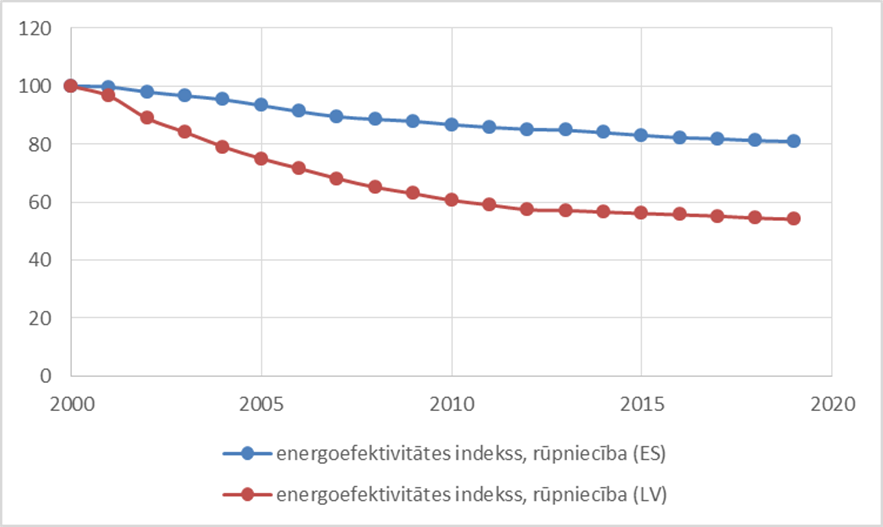 120
100
80
60
40
20
0
2000 2005 2010 2015 2020
energoefektivitātes indekss, rūpniecība (ES)
energoefektivitātes indekss, rūpniecība (LV)